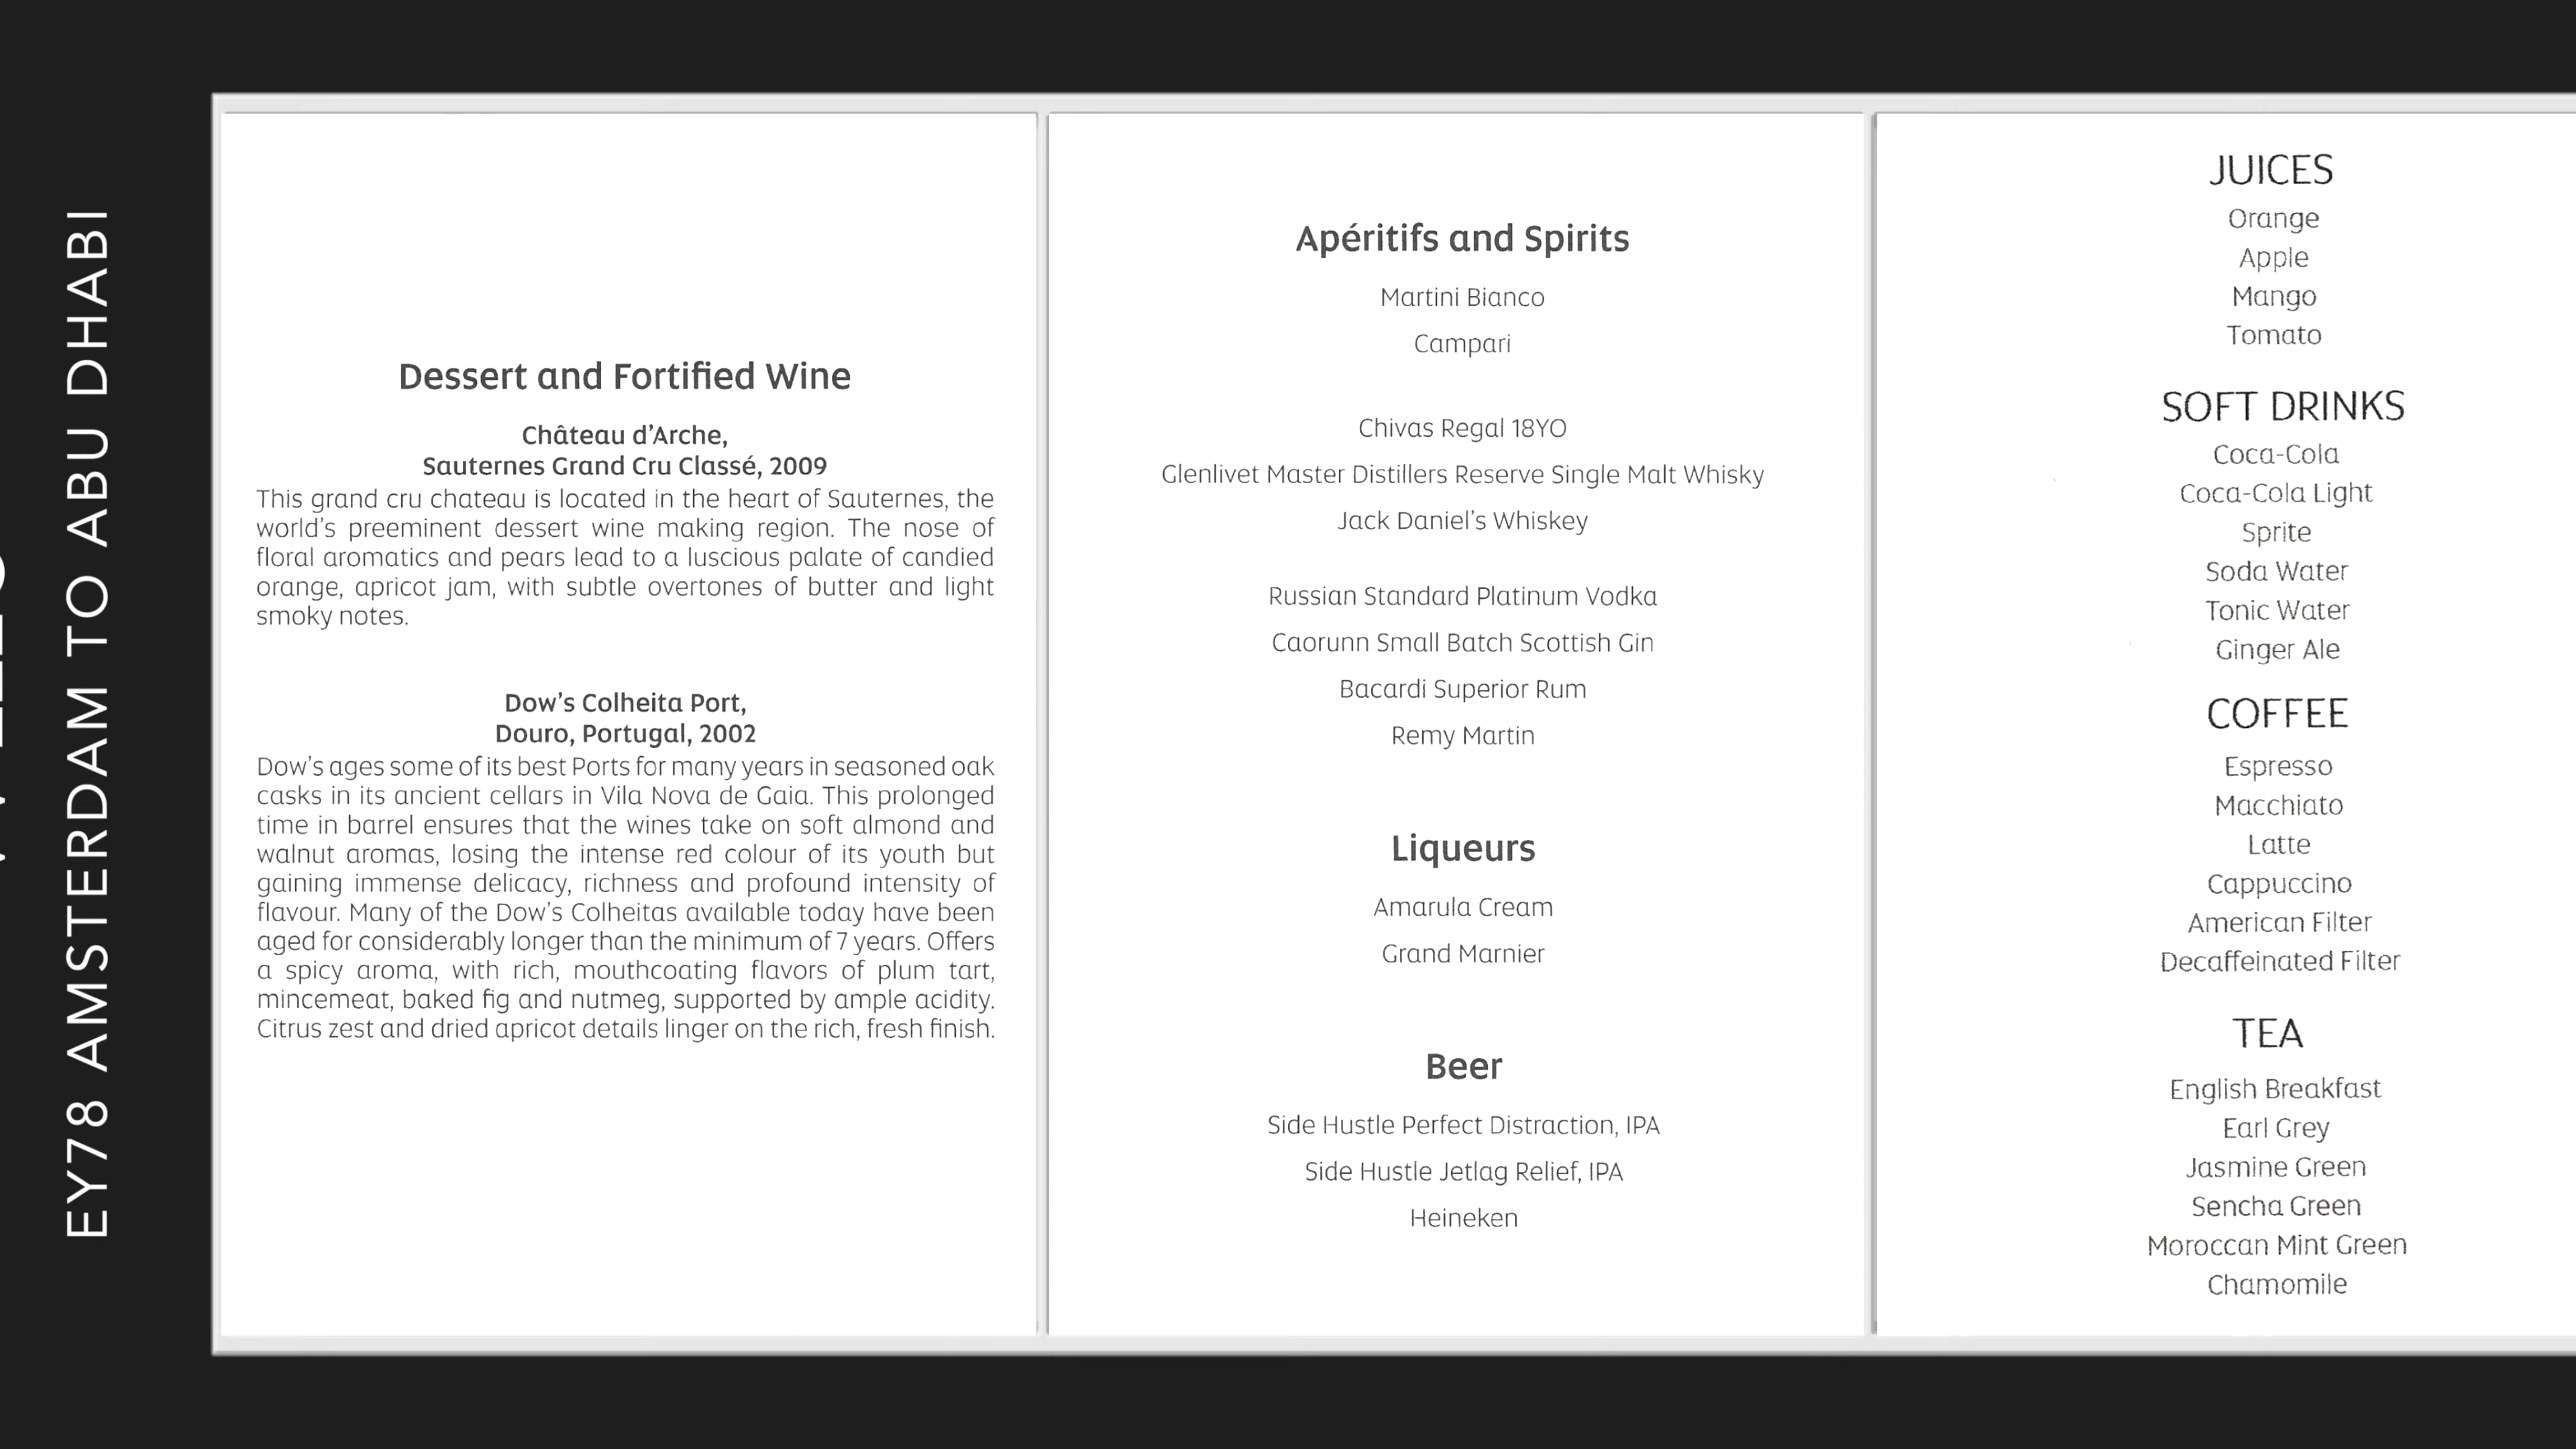 EY78 AMSTERDAM TO ABU DHABI
Dessert and Fortified Wine
Château d’Arche,
Sauternes Grand Cru Classé, 2009
This grand cru chateau is located in the heart of Sauternes, the
world’s preeminent dessert wine making region. The nose of
floral aromatics and pears lead to a luscious palate of candied
orange, apricot jam, with subtle overtones of butter and light
smoky notes.
Dow’s Colheita Port,
Douro, Portugal, 2002
Dow’s ages some of its best Ports for many years in seasoned oak
casks in its ancient cellars in Vila Nova de Gaia. This prolonged
time in barrel ensures that the wines take on soft almond and
walnut aromas, losing the intense red colour of its youth but
gaining immense delicacy, richness and profound intensity of
flavour. Many of the Dow’s Colheitas available today have been
aged for considerably longer than the minimum of 7 years. Offers
a spicy aroma, with rich, mouthcoating flavors of plum tart,
mincemeat, baked fig and nutmeg, supported by ample acidity.
Citrus zest and dried apricot details linger on the rich, fresh finish.
Apéritifs and Spirits
Martini Bianco
Campari
Chivas Regal 18YO
Glenlivet Master Distillers Reserve Single Malt Whisky
Jack Daniel’s Whiskey
Russian Standard Platinum Vodka
Caorunn Small Batch Scottish Gin
Bacardi Superior Rum
Remy Martin
Liqueurs
Amarula Cream
Grand Marnier
Beer
Side Hustle Perfect Distraction, IPA
Side Hustle Jetlag Relief, IPA
Heineken
JUICES
Orange
Apple
Mango
Tomato
SOFT DRINKS
Coca-Cola
Coca-Cola Light
Sprite
Soda Water
Tonic Water
Ginger Ale
COFFEE
Espresso
Macchiato
Latte
Cappuccino
American Filter
Decaffeinated Filter
TEA
English Breakfast
Earl Grey
Jasmine Green
Sencha Green
Moroccan Mint Green
Chamomile